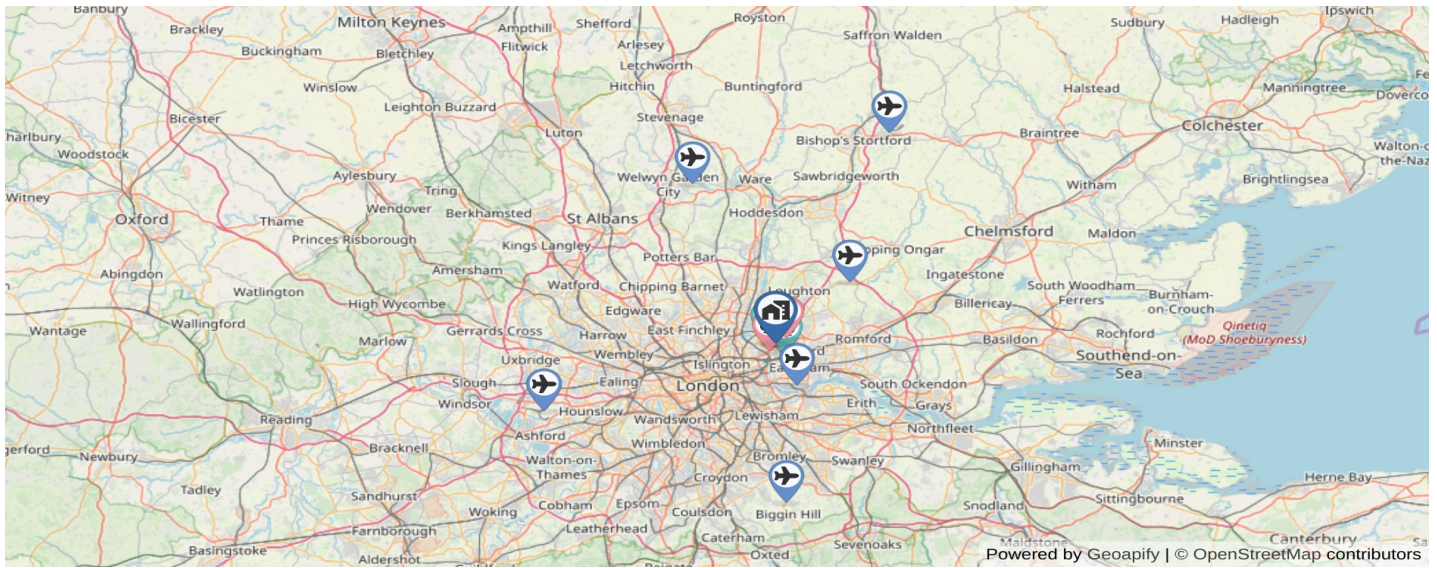 Banbury
Brackley
Milton Keynes
Ampthill
Shefford
Royston
Saffron Walden
Sudbury
Hadleigh
Ipswich
Buckingham
Bletchley
Flitwick
Arlesey
Letchworth
Winslow
Leighton Buzzard
Hitchin
Buntingford
Halstead
Manningtree
Bicester
Luton
Stevenage
Bishop's Stortford
Braintree
Colchester
Woodstock
Aylesbury
Tring
Welwyn Garden
City
Ware
Sawbridgeworth
Witham
Brightlingsea
Walton-
the-Naz
Witney
Oxford
Thame
Wendover
Berkhamsted
St Albans
Hoddesdon
Chelmsford
Maldon
Princes Risborough
Kings Langley
Potters Bar
pping Ongar
Abingdon
Amersham
Ingatestone
Watlington
High Wycombe
Watford
Chipping Barnet
Loughton
Billericay
South Woodham
Ferrers
Burnham-
on-Crouch
Wantage
Wallingford
Marlow
Gerrards Cross
Harrow
Edgware
East Finchley
Romford
Basildon
Rochford
Qinetiq
(MoD Shoeburyness)
Uxbridge
Wembley
Islington
Southend-on-
Sea
Slough
Ealing
London
South Ockendon
Windsor
Hounslow
Wandsworth
Lewisham
Erith
Grays
Reading
Ashford
Wimbledon
Northfleet
Bracknell
Walton-on-
Thames
Bromley
Swanley
Gillingham
Minster
Newbury
Croydon
Herne Bay
Tadley
Sandhurst
Woking
Cobham
Epsom
Coulsdon
Biggin Hill
Snodland
Sittingbourne
Farnborough
Leatherhead
Caterham
Sevenoaks
Maidstone
Canterbury
Basingstoke
Aldershot
Oxted
Powered by Geoapify | © OpenStreetMap contributors